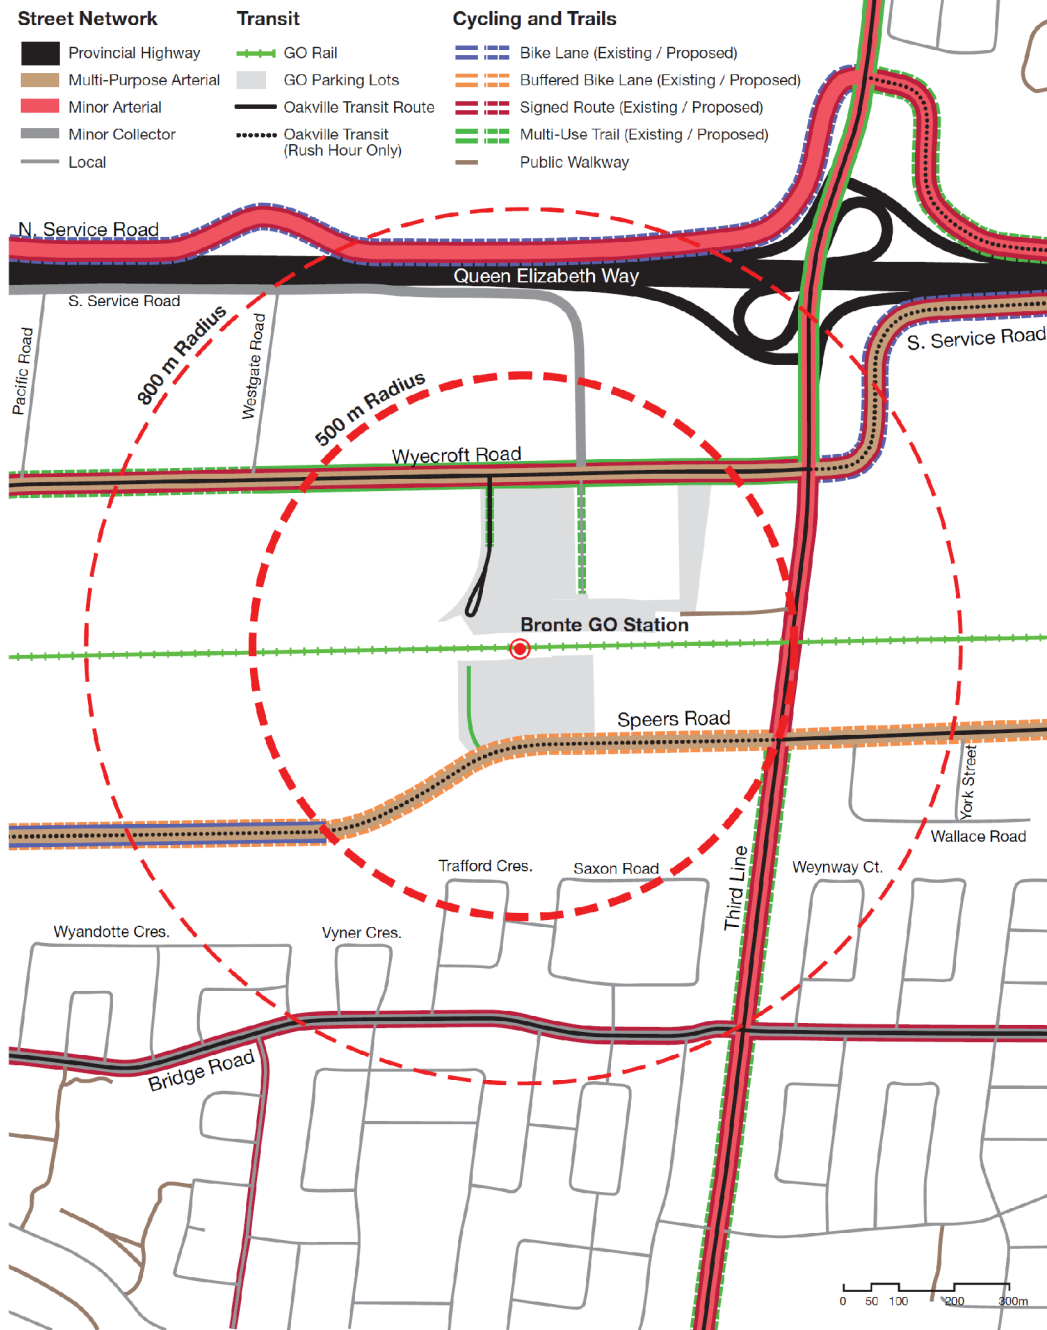 Street Network
Provincial Highway
Multi-Purpose Arterial
Minor Arterial
Minor Collector
Local
Transit
GO Rail
GO Parking Lots
Oakville Transit Route
Oakville Transit
(Rush Hour Only)
Cycling and Trails
Bike Lane (Existing / Proposed)
Buffered Bike Lane (Existing / Proposed)
Signed Route (Existing / Proposed)
Multi-Use Trail (Existing / Proposed)
Public Walkway
N. Service Road
Queen Elizabeth Way
S. Service Road
S. Service Road
Pacific Road
Westgate Road
800 m Radius
500 m Radius
Wyecroft Road
Bronte GO Station
Speers Road
York Street
Wallace Road
Third Line
Trafford Cres.
Saxon Road
Weynway Ct.
Wyandotte Cres.
Vyner Cres.
Bridge Road
0 50 100 200 300m